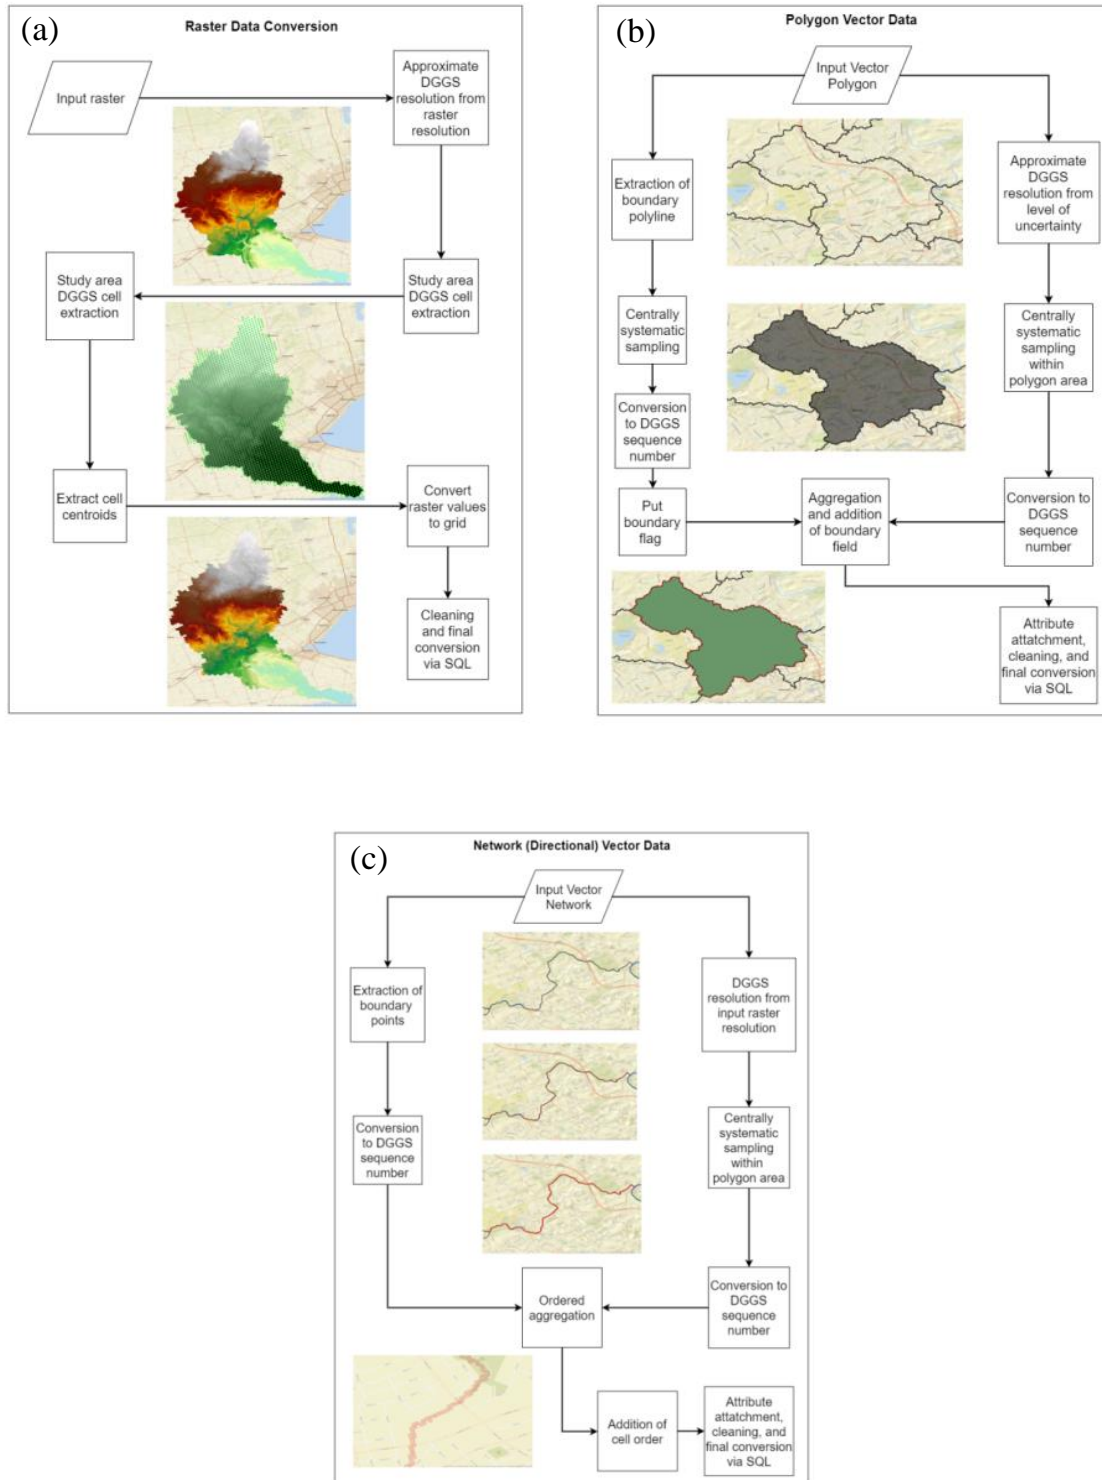 (a)
Raster Data Conversion
Input raster
Approximate
DGGS
resolution from
raster
resolution
Study area
DGGS cell
extraction
Study area
DGGS cell
extraction
Extract cell
centroids
Convert
raster values
to grid
Cleaning
and final
conversion
via SQL
(b)
Polygon Vector Data
Input Vector
Polygon
Extraction of
boundary
polyline
Approximate
DGGS
resolution from
level of
uncertainty
Centrally
systematic
sampling
Centrally
systematic
sampling within
polygon area
Conversion
to DGGS
sequence
number
Put
boundary
flag
Aggregation
and addition
of boundary
field
Conversion to
DGGS
sequence
number
Attribute
attatchment,
cleaning, and
final conversion
via SQL
(c)
Network (Directional) Vector Data
Input Vector
Network
Extraction of
boundary
points
DGGS
resolution from
input raster
resolution
Conversion
to DGGS
sequence
number
Centrally
systematic
sampling
within
polygon area
Ordered
aggregation
Conversion to
DGGS
sequence
number
Addition of
cell order
Attribute
attatchment,
cleaning, and
final conversion
via SQL